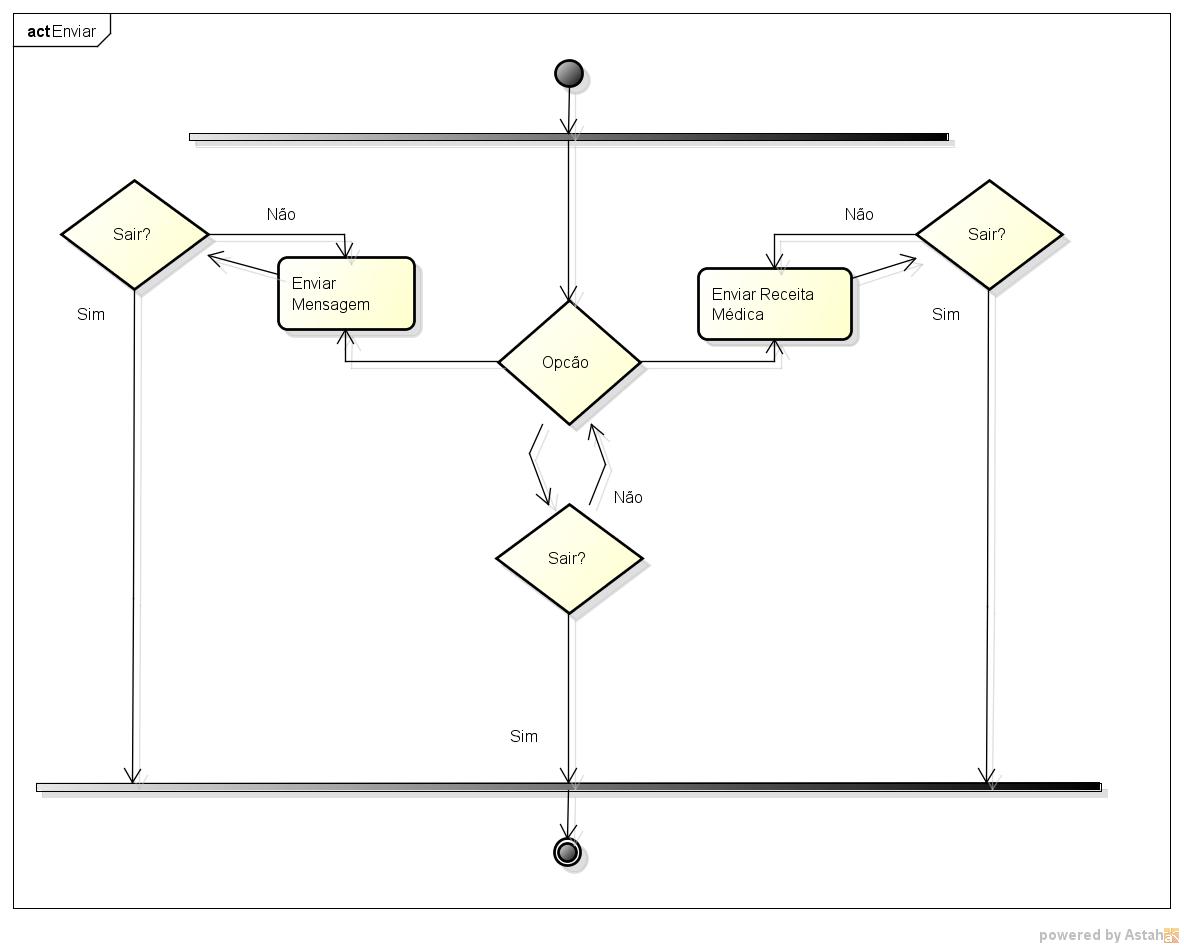 act Enviar
Não
Não
Sair?
Sair?
Enviar
Mensagem
Enviar Receita
Médica
Sim
Sim
Opcão
Não
Sair?
Sim
powered by Astah